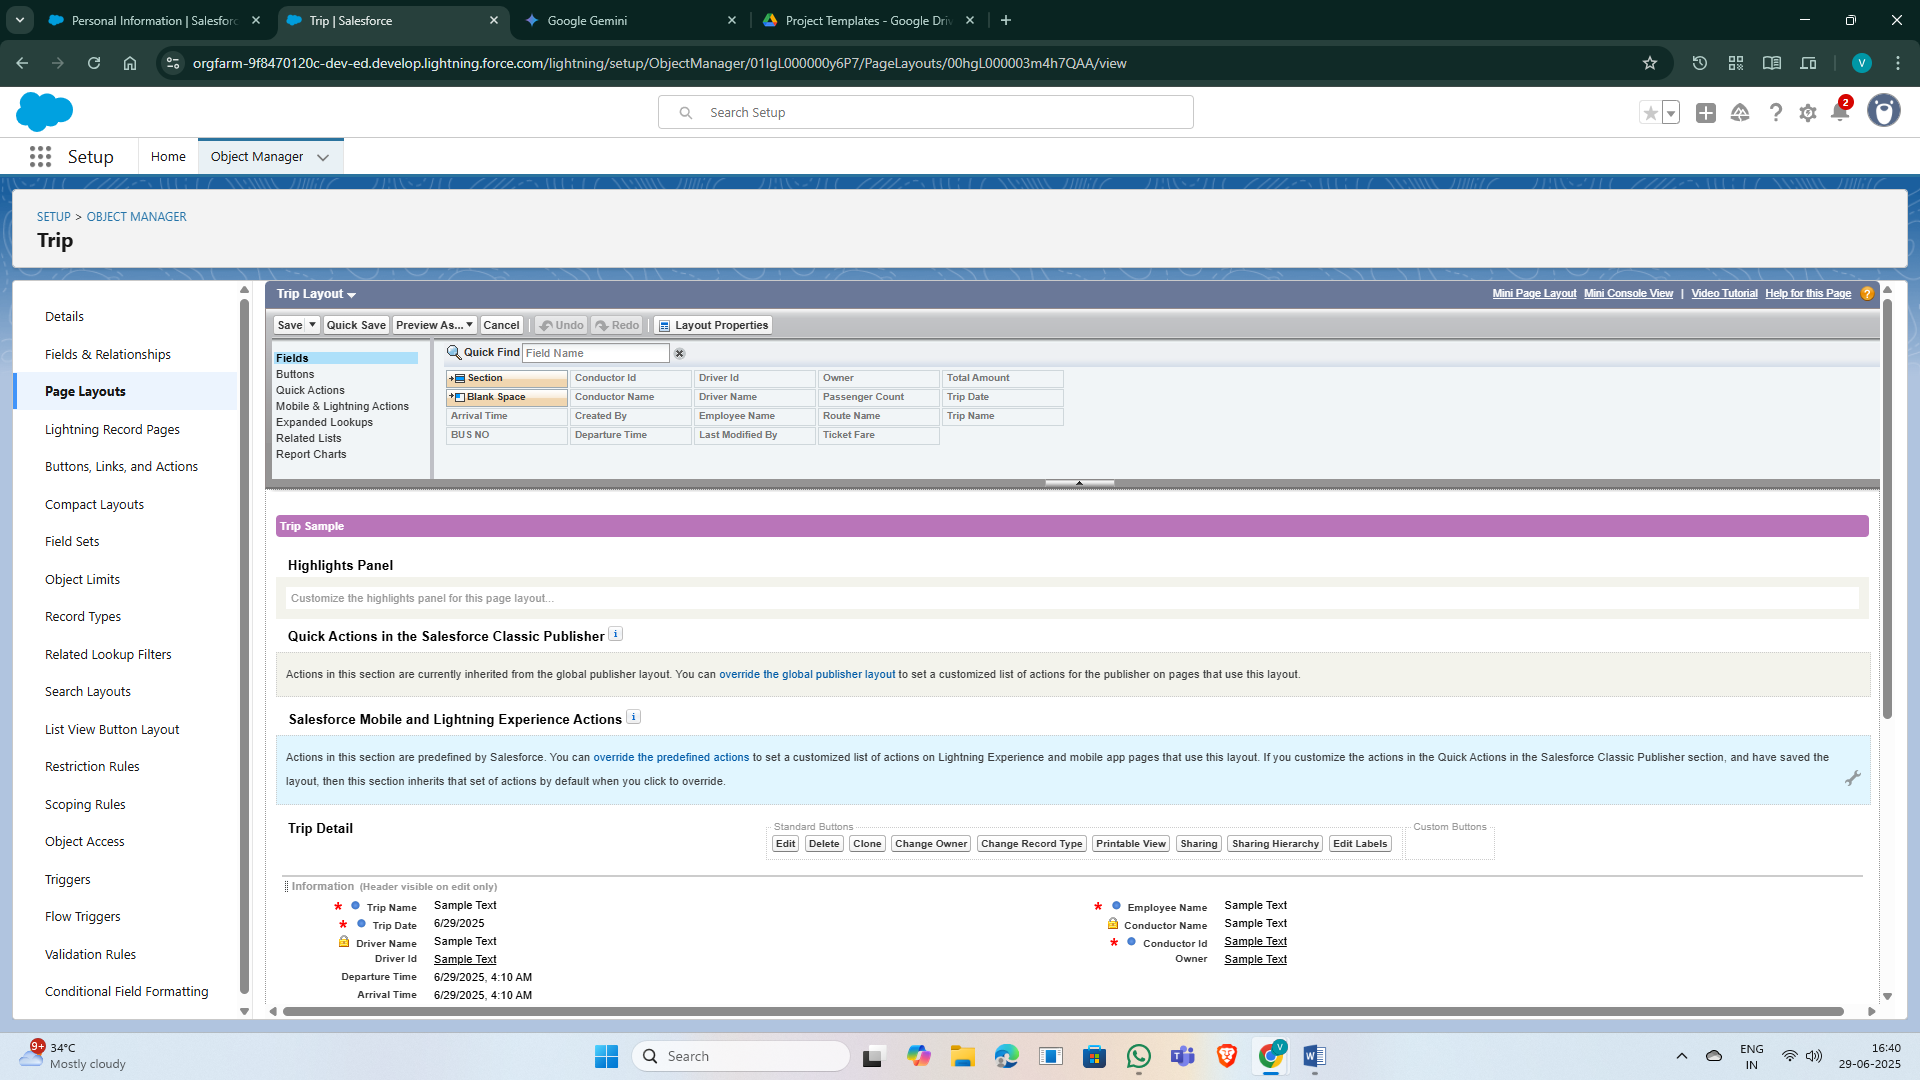 Personal Information | Salesforc
Trip | Salesforce
Google Gemini
Project Templates - Google Driv
orgfarm-9f8470120c-dev-ed.develop.lightning.force.com/lightning/setup/ObjectManager/01IgL000000y6P7/PageLayouts/00hgL000003m4h7QAA/view
V
Search Setup
2
Setup
Home
Object Manager
SETUP > OBJECT MANAGER
Trip
Details
Fields & Relationships
Page Layouts
Lightning Record Pages
Buttons, Links, and Actions
Compact Layouts
Field Sets
Object Limits
Record Types
Related Lookup Filters
Search Layouts
List View Button Layout
Restriction Rules
Scoping Rules
Object Access
Triggers
Flow Triggers
Validation Rules
Conditional Field Formatting
Trip Layout
Mini Page Layout Mini Console View | Video Tutorial Help for this Page ?
Save Quick Save Preview As... Cancel Undo Redo Layout Properties
Fields
Buttons
Quick Actions
Mobile & Lightning Actions
Expanded Lookups
Related Lists
Report Charts
Quick Find Field Name
Section Conductor Id Driver Id Owner Total Amount
Blank Space Conductor Name Driver Name Passenger Count Trip Date
Arrival Time Created By Employee Name Route Name Trip Name
BUS NO Departure Time Last Modified By Ticket Fare
Trip Sample
Highlights Panel
Customize the highlights panel for this page layout...
Quick Actions in the Salesforce Classic Publisher i
Actions in this section are currently inherited from the global publisher layout. You can override the global publisher layout to set a customized list of actions for the publisher on pages that use this layout.
Salesforce Mobile and Lightning Experience Actions i
Actions in this section are predefined by Salesforce. You can override the predefined actions to set a customized list of actions on Lightning Experience and mobile app pages that use this layout. If you customize the actions in the Quick Actions in the Salesforce Classic Publisher section, and have saved the
layout, then this section inherits that set of actions by default when you click to override.
Trip Detail
Standard Buttons
Edit Delete Clone Change Owner Change Record Type Printable View Sharing Sharing Hierarchy Edit Labels
Custom Buttons
Information (Header visible on edit only)
* Trip Name Sample Text
* Employee Name Sample Text
* Trip Date 6/29/2025
Conductor Name Sample Text
Driver Name Sample Text
* Conductor Id Sample Text
Driver Id Sample Text
Owner Sample Text
Departure Time 6/29/2025, 4:10 AM
Arrival Time 6/29/2025, 4:10 AM
9+
34°C
Mostly cloudy
Search
V
ENG
IN
16:40
29-06-2025